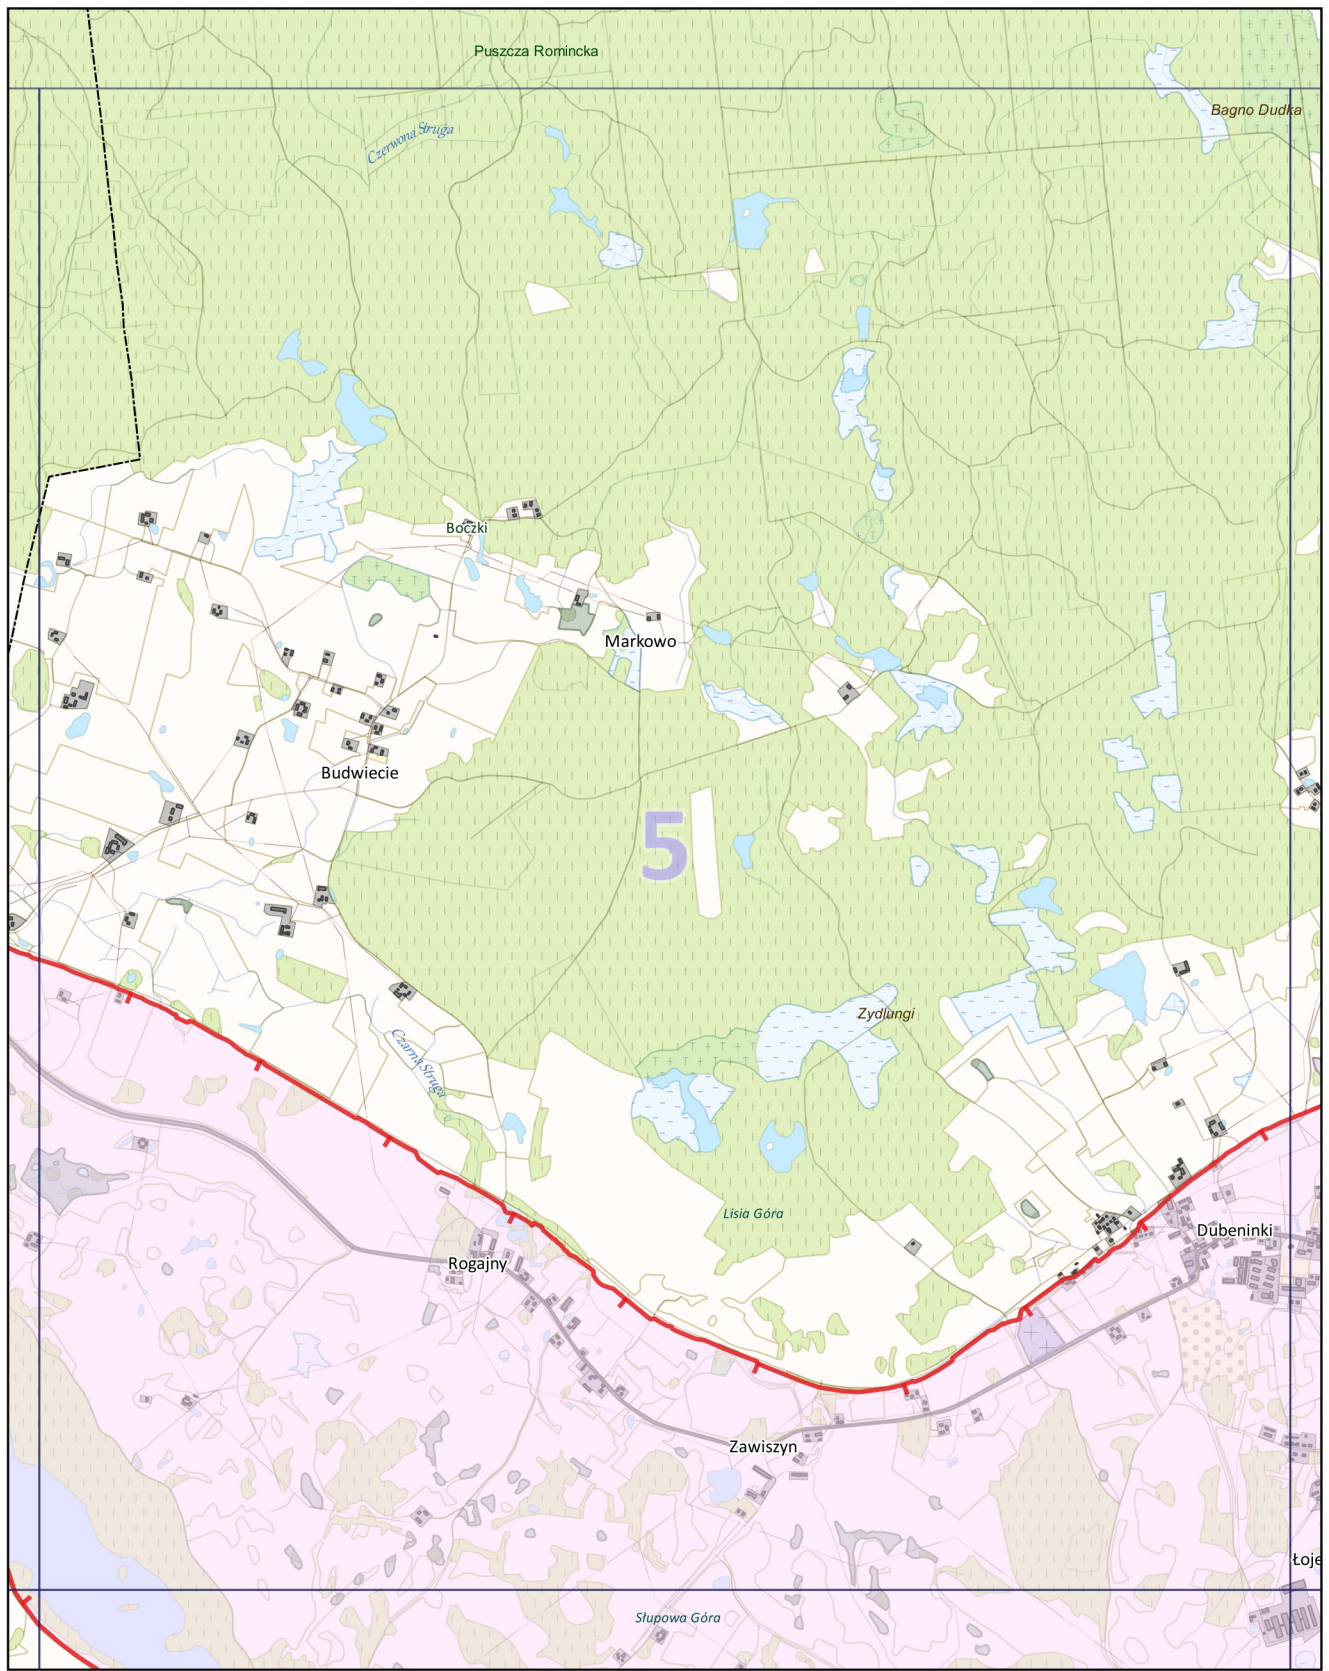 Puszcza Romincka
Bagno Dudka
Czerwona Struga
Boczki
Markowo
Budwiecie
5
Zydlungi
Czarna Struga
Lisia Góra
Dubeninki
Rogajny
Zawiszyn
Łoje
Słupowa Góra